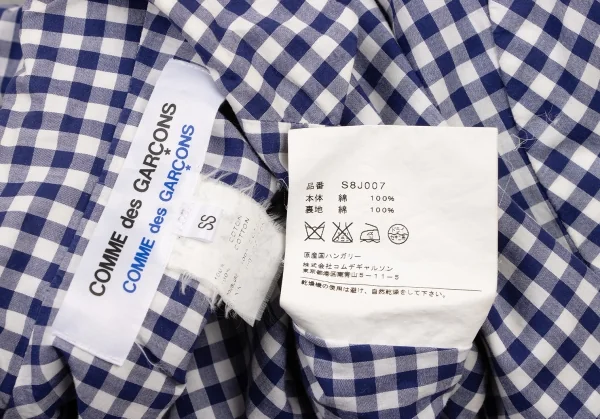 COMME des GARÇONS
COMME des GARÇONS
SS
COTON
COTTON
品番 S8J007
本体 綿 100%
裏地 綿 100%
原産国ハンガリー
株式会社コムデギャルソン
東京都港区南青山5-11-5
乾燥機の使用は避け、自然乾燥をして下さい。